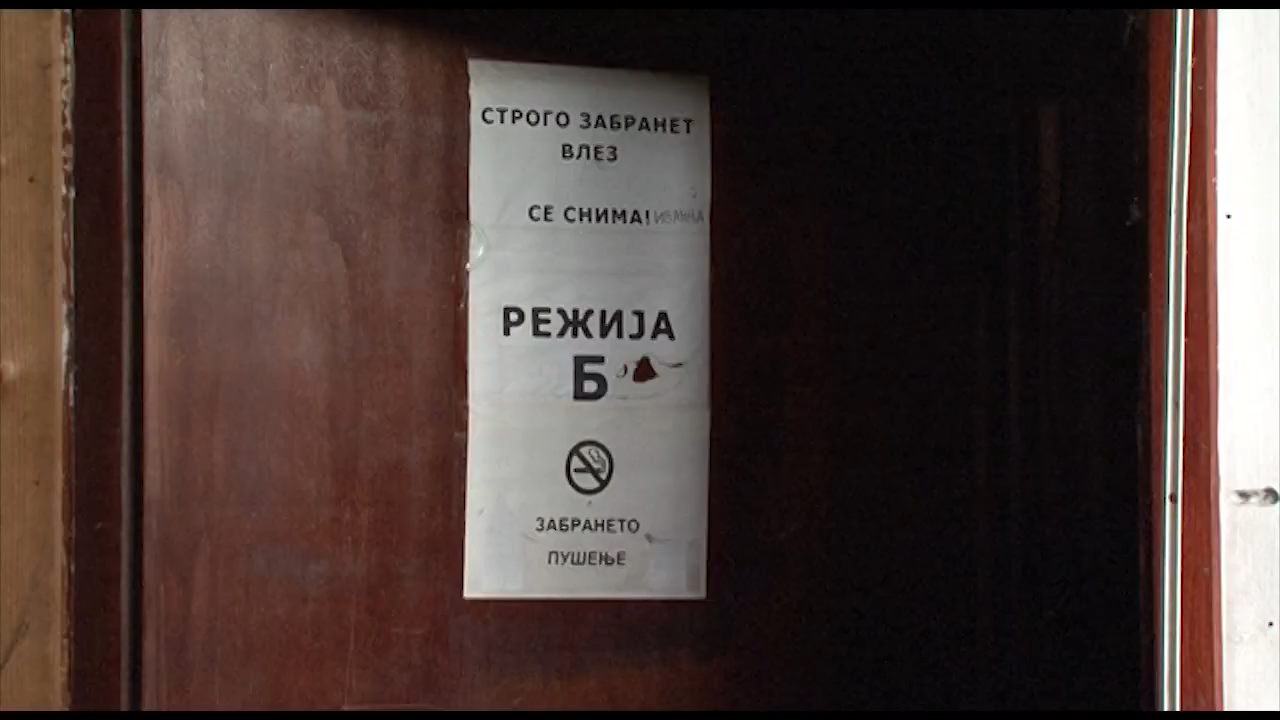 СТРОГО ЗАБРАНЕТ
ВЛЕЗ
СЕ СНИМА!
РЕЖИЈА
Б
ЗАБРАНЕТО
ПУШЕЊЕ